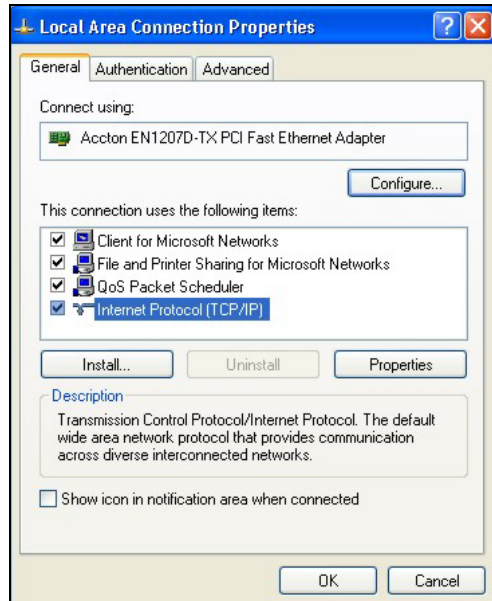 Local Area Connection Properties
General Authentication Advanced
Connect using:
Accton EN1207D-TX PCI Fast Ethernet Adapter
Configure...
This connection uses the following items:
Client for Microsoft Networks
File and Printer Sharing for Microsoft Networks
QoS Packet Scheduler
Internet Protocol (TCP/IP)
Install... Uninstall Properties
Description
Transmission Control Protocol/Internet Protocol. The default
wide area network protocol that provides communication
across diverse interconnected networks.
Show icon in notification area when connected
OK Cancel